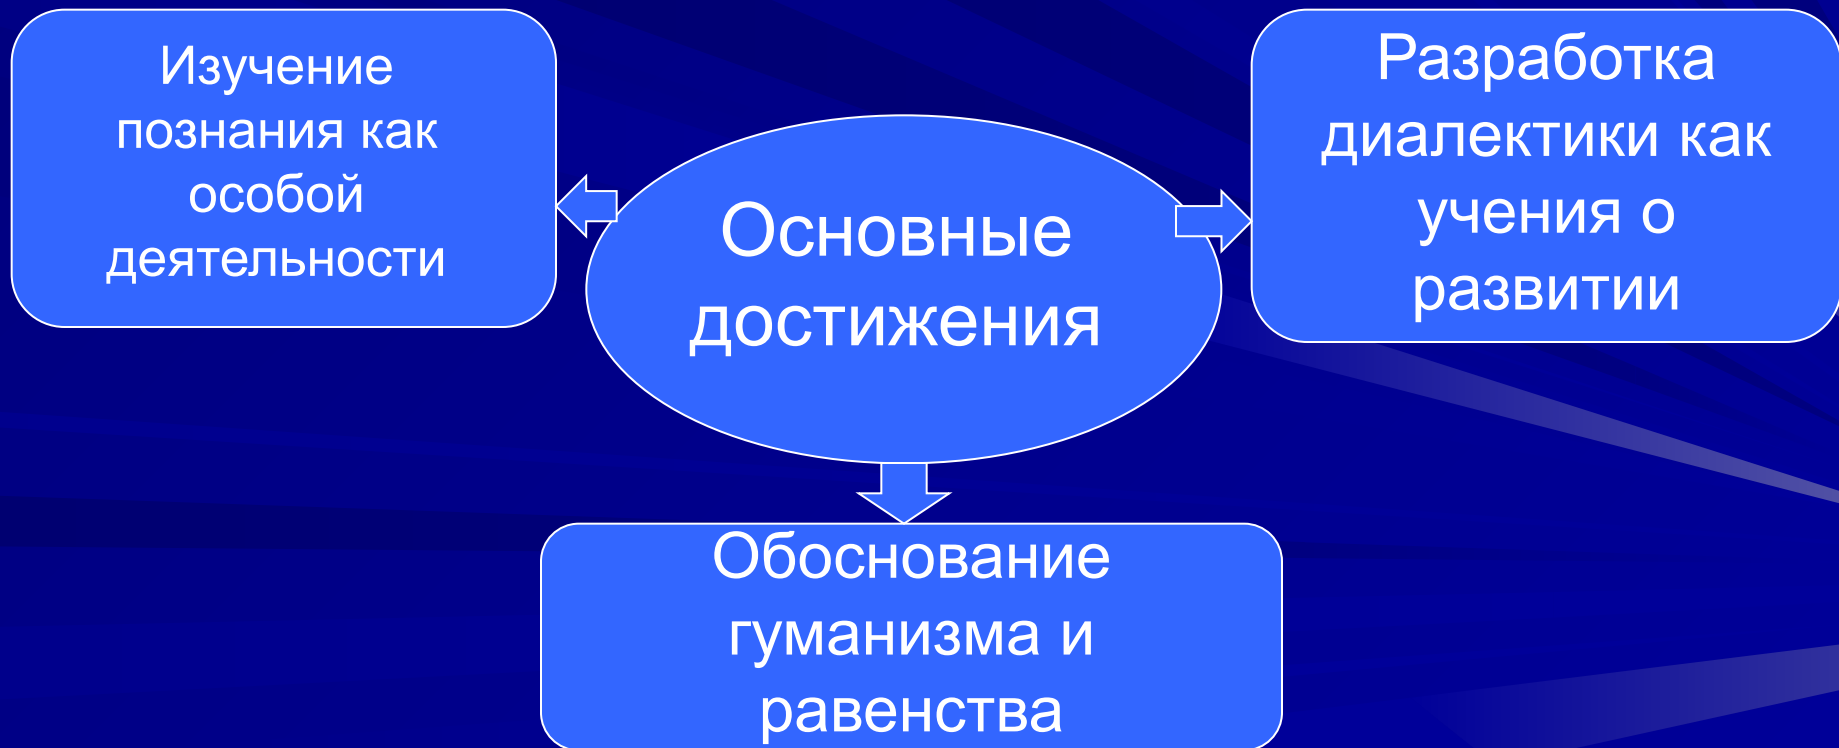 Изучение
познания как
особой
деятельности
Основные
достижения
Разработка
диалектики как
учения о
развитии
Обоснование
гуманизма и
равенства